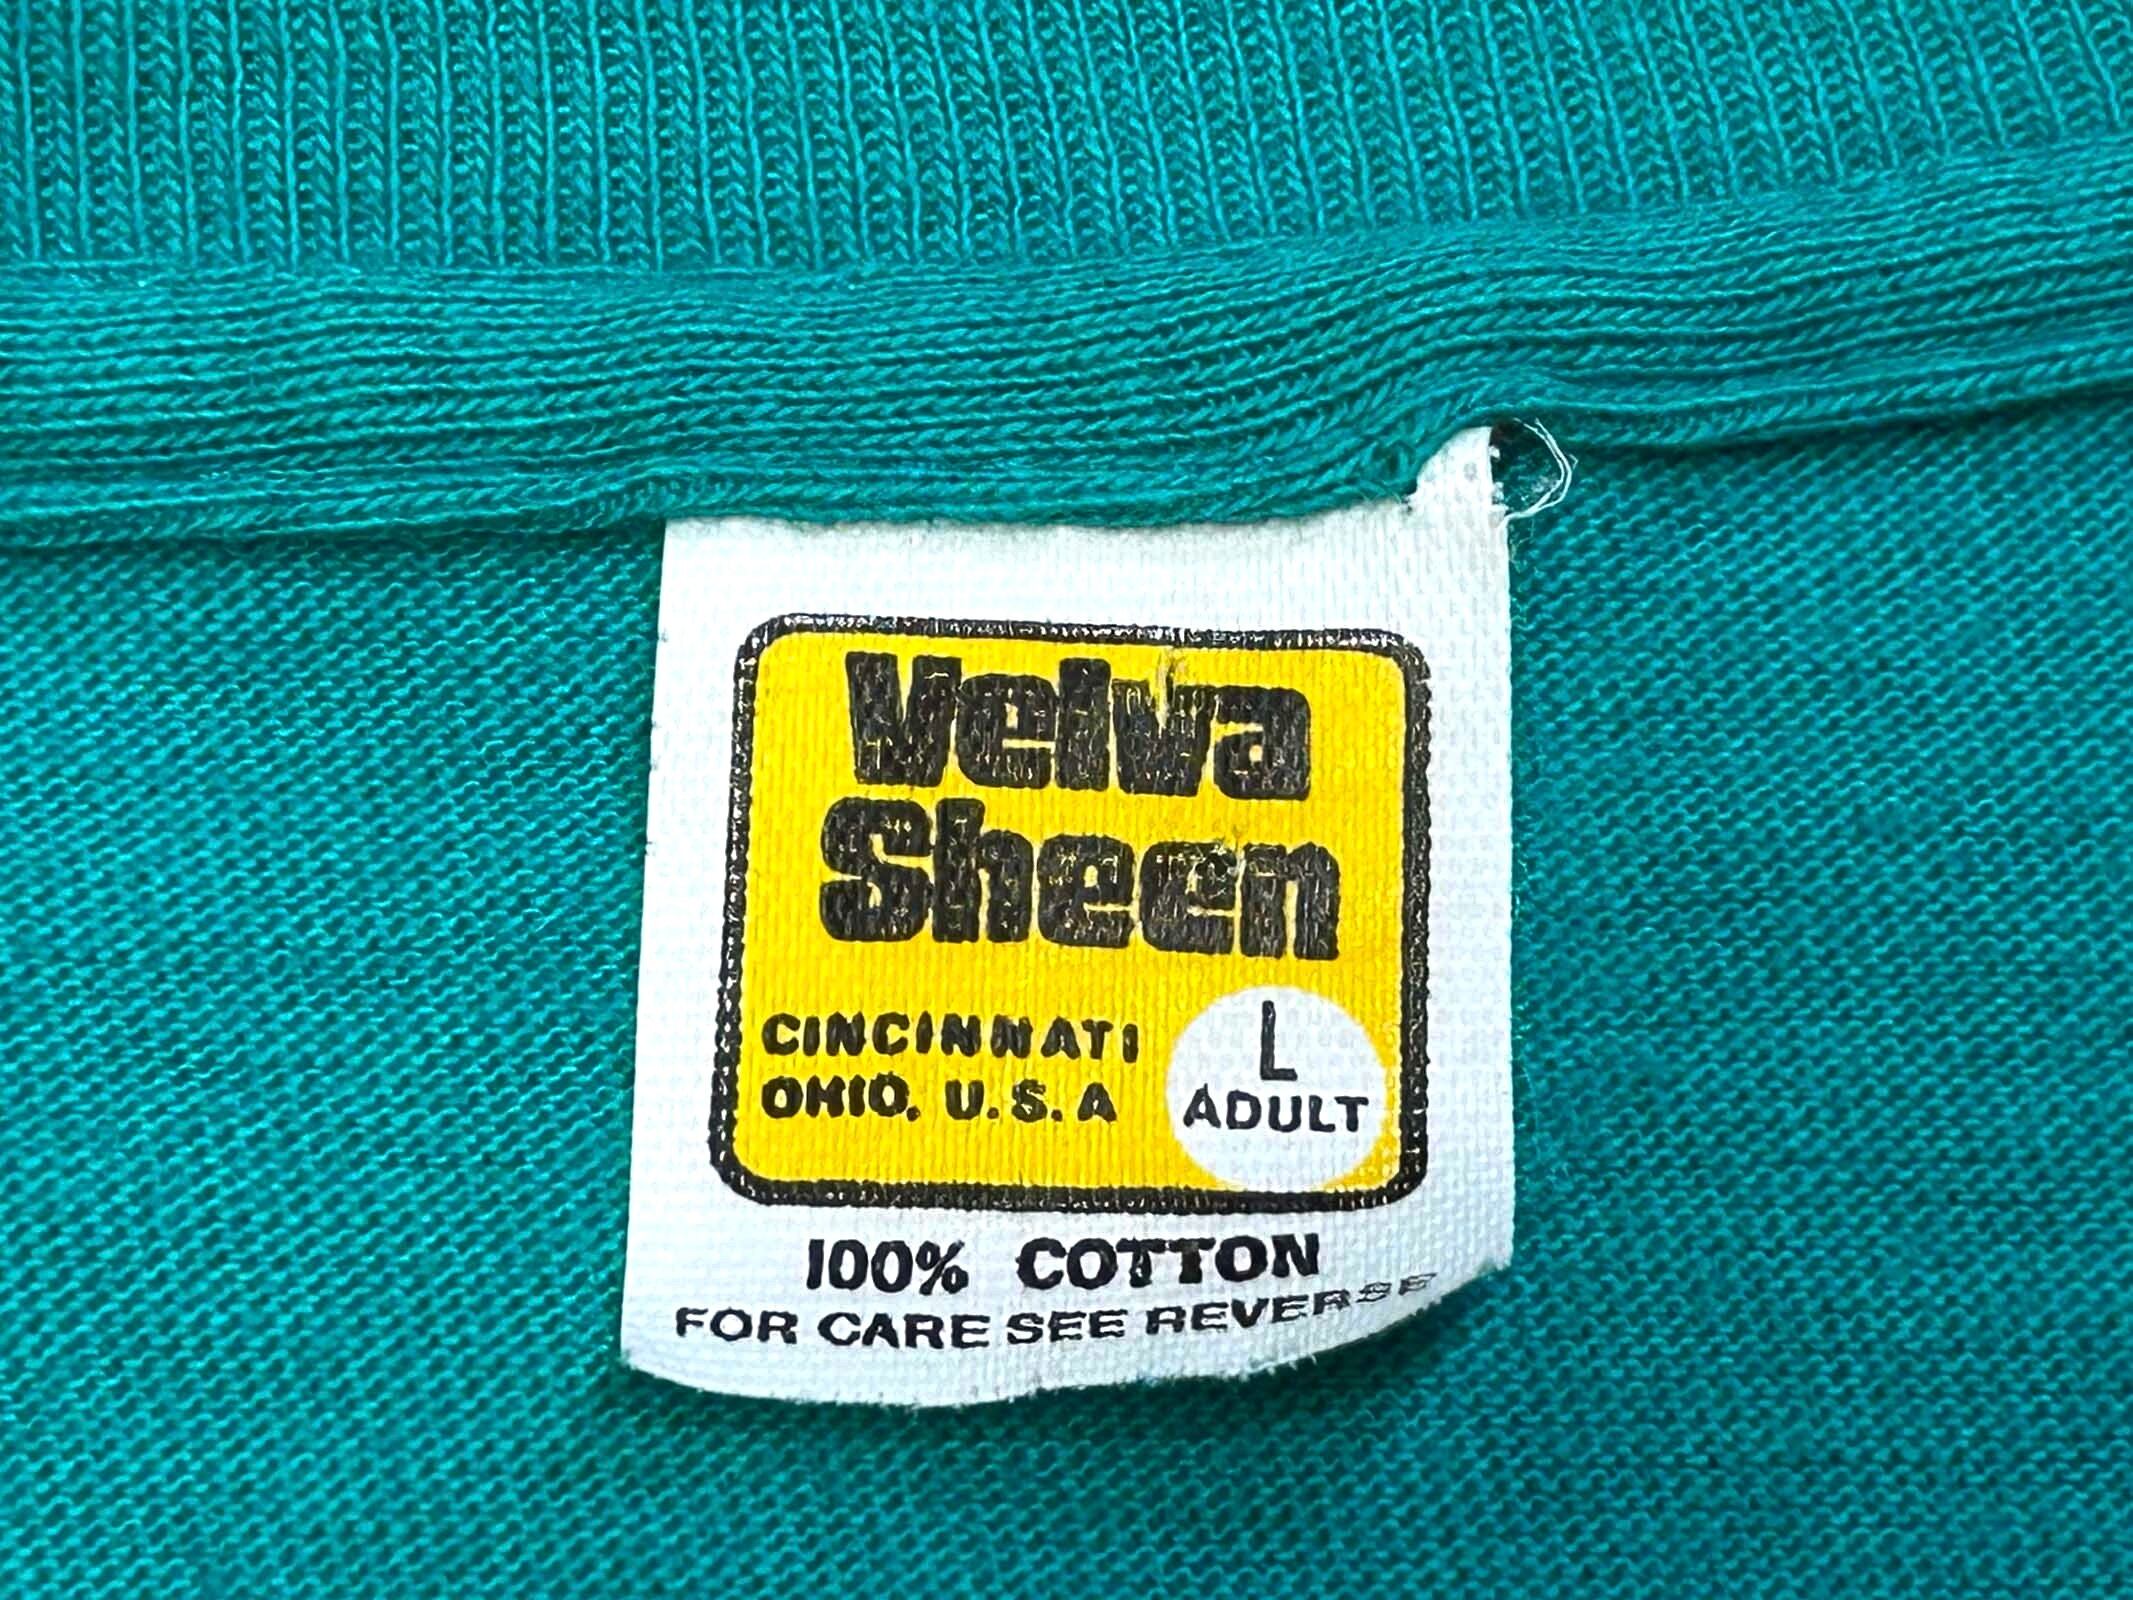 Velva
Sheen
CINCINNATI
OHIO, U.S.A
L
ADULT
100% COTTON
FOR CARE SEE REVERSE